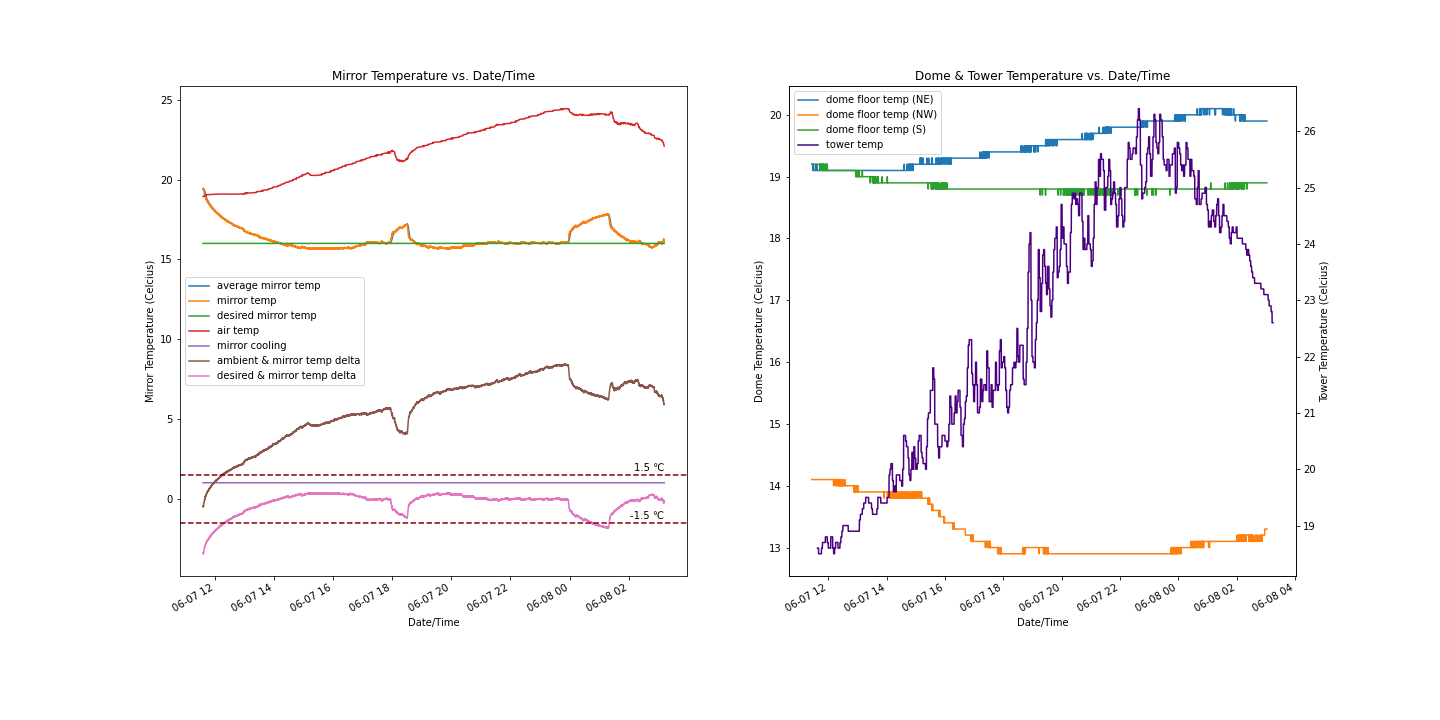 Mirror Temperature vs. Date/Time
25
20
15
10
5
0
Mirror Temperature (Celcius)
average mirror temp
mirror temp
desired mirror temp
air temp
mirror cooling
ambient & mirror temp delta
desired & mirror temp delta
1.5 °C
-1.5 °C
06-07 12
06-07 14
06-07 16
06-07 18
06-07 20
06-07 22
06-08 00
06-08 02
Date/Time
Dome & Tower Temperature vs. Date/Time
20
19
18
17
16
15
14
13
Dome Temperature (Celcius)
dome floor temp (NE)
dome floor temp (NW)
dome floor temp (S)
tower temp
26
25
24
23
22
21
20
19
Tower Temperature (Celcius)
06-07 12
06-07 14
06-07 16
06-07 18
06-07 20
06-07 22
06-08 00
06-08 02
06-08 04
Date/Time